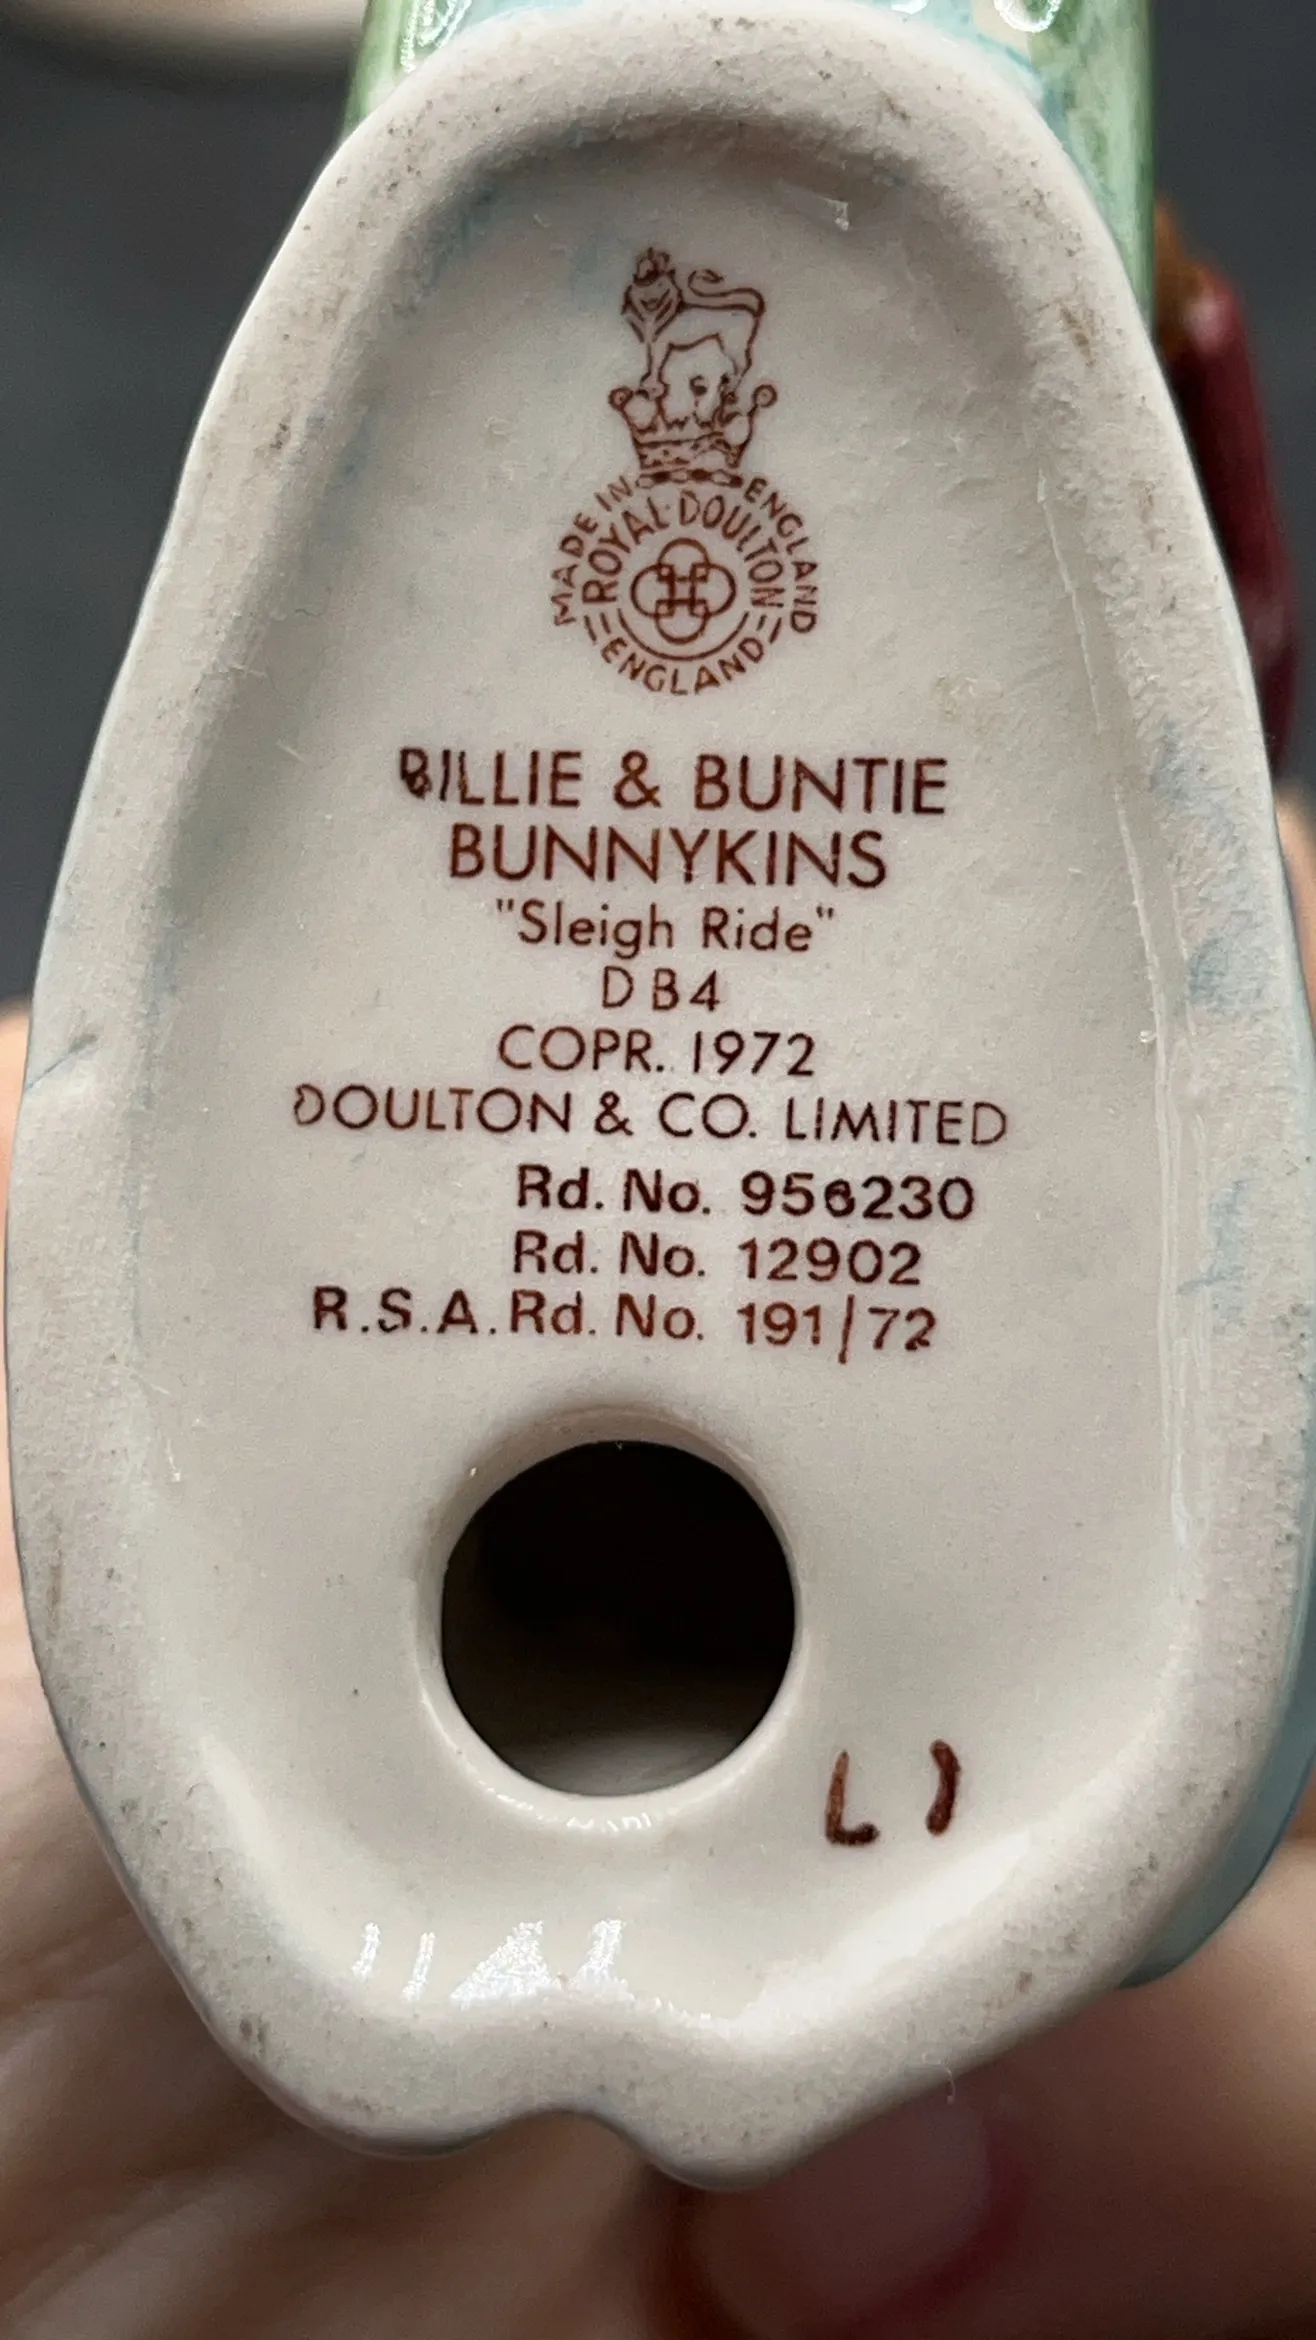 MADE IN ENGLAND
ROYAL DOULTON
ENGLAND
BILLIE & BUNTIE
BUNNYKINS
"Sleigh Ride"
DB4
COPR. 1972
DOULTON & CO. LIMITED
Rd. No. 956230
Rd. No. 12902
R.S.A. Rd. No. 191/72